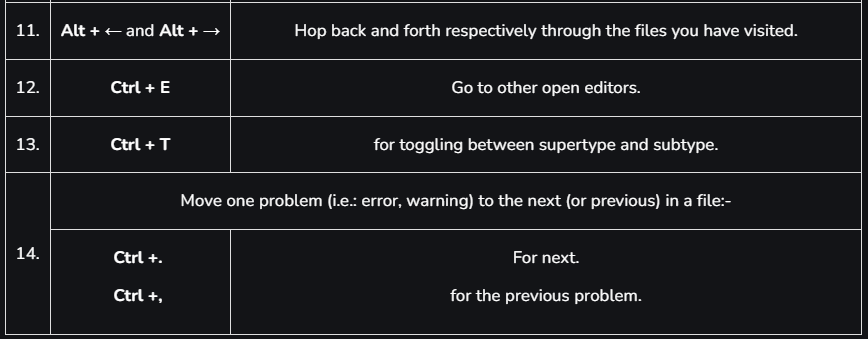 11. Alt + ← and Alt + → Hop back and forth respectively through the files you have visited.
12. Ctrl + E Go to other open editors.
13. Ctrl + T for toggling between supertype and subtype.
Move one problem (i.e.: error, warning) to the next (or previous) in a file:-
14.
Ctrl +. For next.
Ctrl +, for the previous problem.